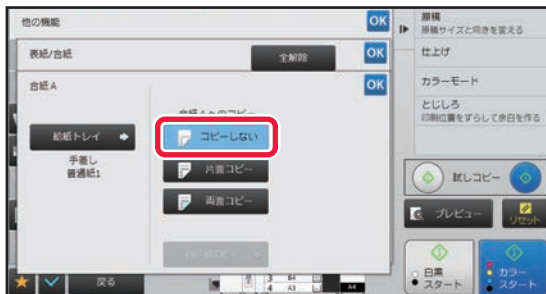 他の機能
OK
表紙/合紙
全解除
OK
合紙 A
OK
合紙 Aへのコピー
給紙トレイ
手差し
普通紙1
コピーしない
片面コピー
両面コピー
戻る
3 B4
4 A3
A4
原稿
原稿サイズと向きを変える
仕上げ
カラーモード
とじしろ
印刷位置をずらして余白を作る
試しコピー
プレビュー
リセット
白黒
スタート
カラー
スタート